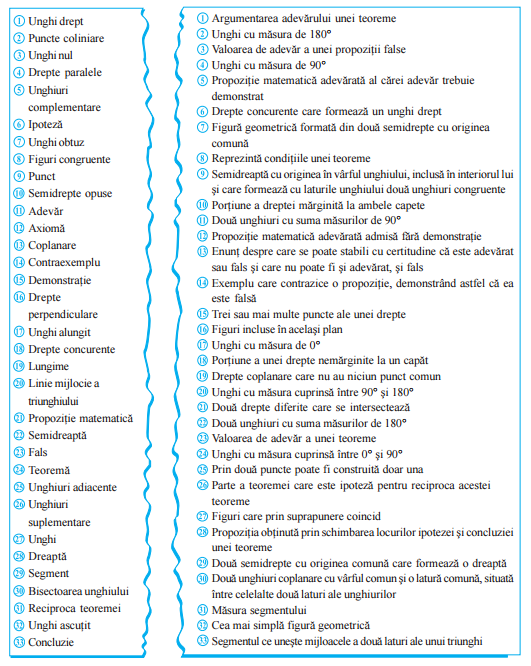 1 Unghi drept
2 Puncte coliniare
3 Unghi nul
4 Drepte paralele
5 Unghiuri
complementare
6 Ipoteză
7 Unghi obtuz
8 Figuri congruente
9 Punct
10 Semidrepte opuse
11 Adevăr
12 Axiomă
13 Coplanare
14 Contraexemplu
15 Demonstrație
16 Drepte
perpendiculare
17 Unghi alungit
18 Drepte concurente
19 Lungime
20 Linie mijlocie a
triunghiului
21 Propoziție matematică
22 Semidreaptă
23 Fals
24 Teoremă
25 Unghiuri adiacente
26 Unghiuri
suplementare
27 Unghi
28 Dreaptă
29 Segment
30 Bisectoarea unghiului
31 Reciproca teoremei
32 Unghi ascuțit
33 Concluzie
1 Argumentarea adevărului unei teoreme
2 Unghi cu măsura de 180°
3 Valoarea de adevăr a unei propoziții false
4 Unghi cu măsura de 90°
5 Propoziție matematică adevărată al cărei adevăr trebuie
demonstrat
6 Drepte concurente care formează un unghi drept
7 Figură geometrică formată din două semidrepte cu originea
comună
8 Reprezintă condițiile unei teoreme
9 Semidreaptă cu originea în vârful unghiului, inclusă în interiorul lui
și care formează cu laturile unghiului două unghiuri congruente
10 Porțiune a dreptei mărginită la ambele capete
11 Două unghiuri cu suma măsurilor de 90°
12 Propoziție matematică adevărată admisă fără demonstrație
13 Enunț despre care se poate stabili cu certitudine că este adevărat
sau fals și care nu poate fi și adevărat, și fals
14 Exemplu care contrazice o propoziție, demonstrând astfel că ea
este falsă
15 Trei sau mai multe puncte ale unei drepte
16 Figuri incluse în același plan
17 Unghi cu măsura de 0°
18 Porțiune a unei drepte nemărginite la un capăt
19 Drepte coplanare care nu au niciun punct comun
20 Unghi cu măsura cuprinsă între 90° și 180°
21 Două drepte diferite care se intersectează
22 Două unghiuri cu suma măsurilor de 180°
23 Valoarea de adevăr a unei teoreme
24 Unghi cu măsura cuprinsă între 0° și 90°
25 Prin două puncte poate fi construită doar una
26 Parte a teoremei care este ipoteză pentru reciproca acestei
teoreme
27 Figuri care prin suprapunere coincid
28 Propoziția obținută prin schimbarea locurilor ipotezei și concluziei
unei teoreme
29 Două semidrepte cu originea comună care formează o dreaptă
30 Două unghiuri coplanare cu vârful comun și o latură comună, situată
între celelalte două laturi ale unghiurilor
31 Măsura segmentului
32 Cea mai simplă figură geometrică
33 Segmentul ce unește mijloacele a două laturi ale unui triunghi